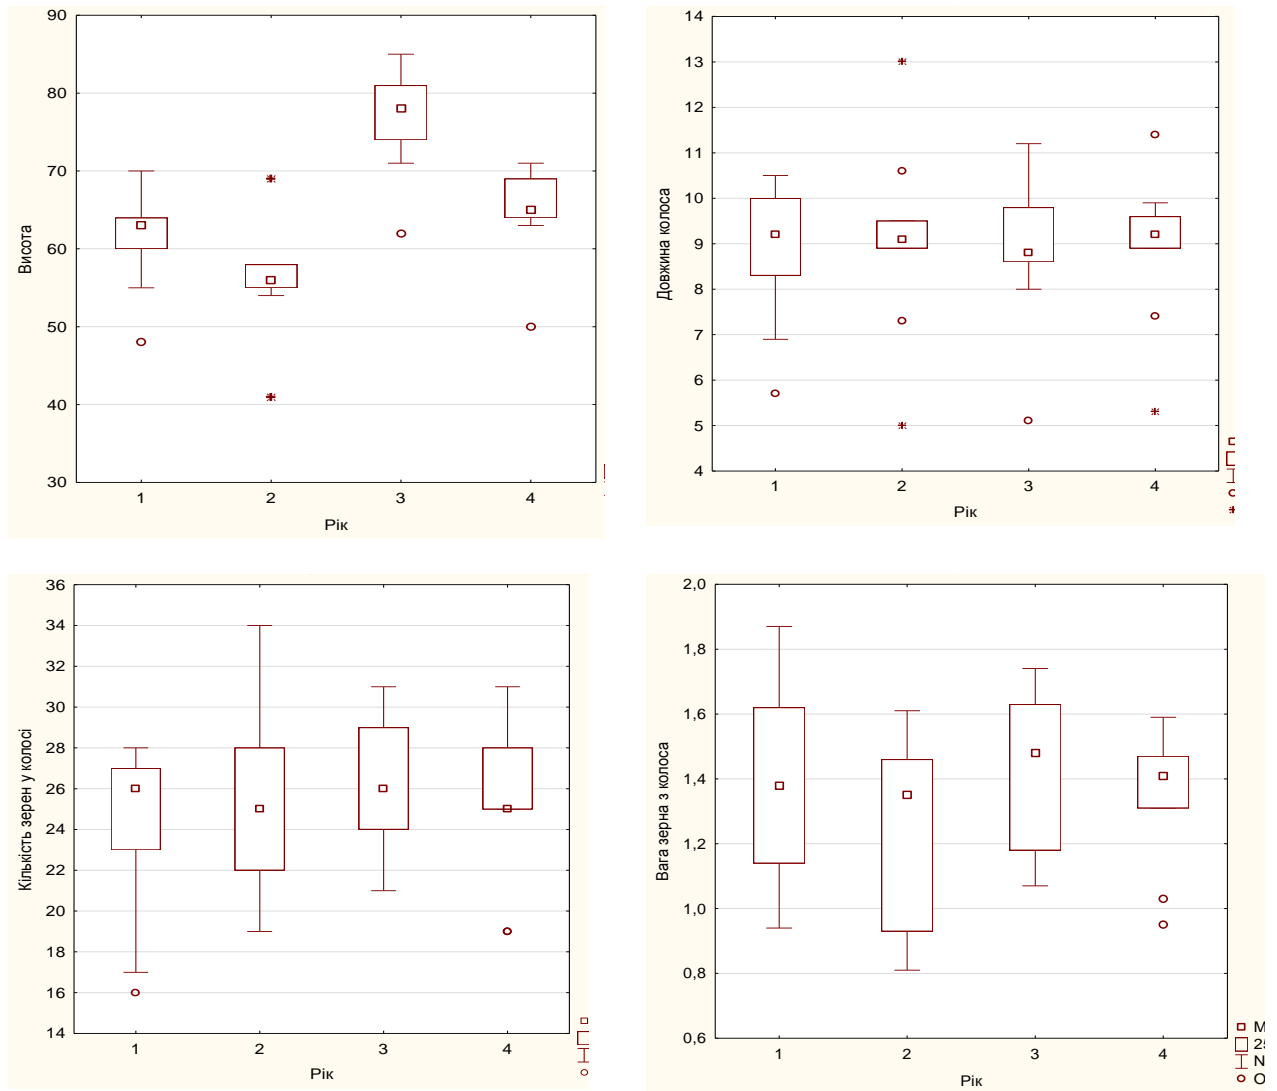 90
80
70
60
50
40
30
Висота
1 2 3 4
Рік
14
13
12
11
10
9
8
7
6
5
4
Довжина колоса
1 2 3 4
Рік
36
34
32
30
28
26
24
22
20
18
16
14
Кількість зерен у колосі
1 2 3 4
Рік
2,0
1,8
1,6
1,4
1,2
1,0
0,8
0,6
Вага зерна з колоса
1 2 3 4
Рік
M
25
N
O